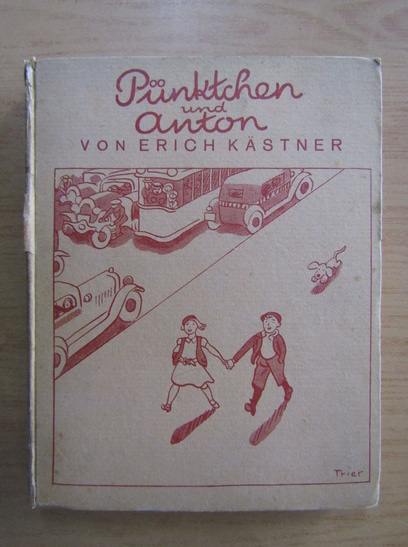 Pünktchen
und
Anton
VON ERICH KÄSTNER
Trier